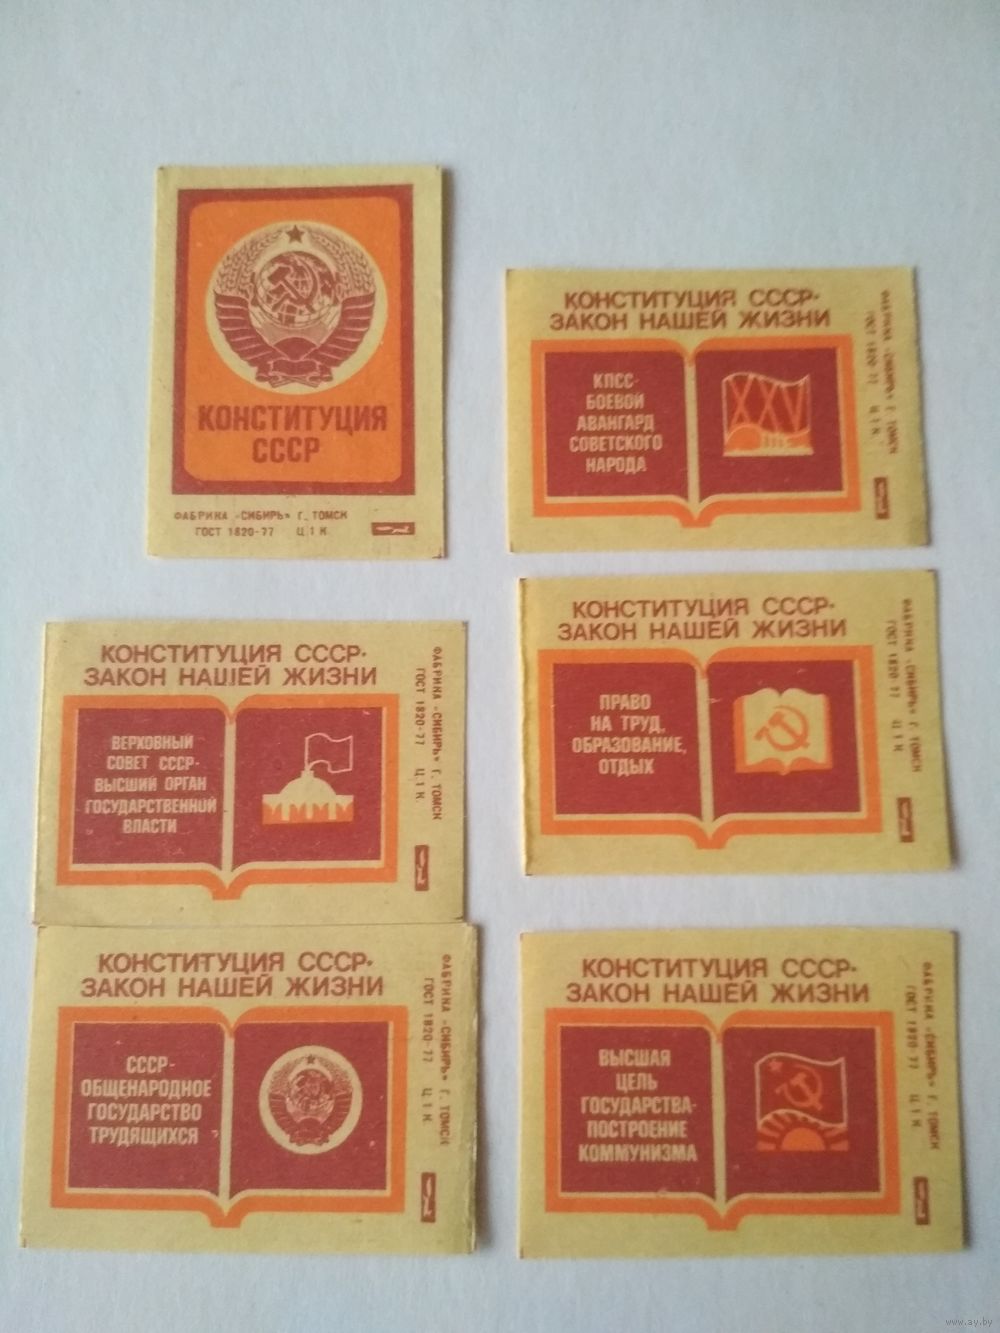 КОНСТИТУЦИЯ
СССР
ФАБРИКА «СИБИРЬ» Г. ТОМСК
ГОСТ 1820-77 Ц. 1 К.
КОНСТИТУЦИЯ СССР-
ЗАКОН НАШЕЙ ЖИЗНИ
КПСС-
БОЕВОЙ
АВАНГАРД
СОВЕТСКОГО
НАРОДА
XXV
ФАБРИКА «СИБИРЬ» Г. ТОМСК
ГОСТ 1820-77 Ц. 1 К.
КОНСТИТУЦИЯ СССР-
ЗАКОН НАШЕЙ ЖИЗНИ
ВЕРХОВНЫЙ
СОВЕТ СССР-
ВЫСШИЙ ОРГАН
ГОСУДАРСТВЕННОЙ
ВЛАСТИ
ФАБРИКА «СИБИРЬ» Г. ТОМСК
ГОСТ 1820-77 Ц. 1 К.
КОНСТИТУЦИЯ СССР-
ЗАКОН НАШЕЙ ЖИЗНИ
ПРАВО
НА ТРУД,
ОБРАЗОВАНИЕ,
ОТДЫХ
ФАБРИКА «СИБИРЬ» Г. ТОМСК
ГОСТ 1820-77 Ц. 1 К.
КОНСТИТУЦИЯ СССР-
ЗАКОН НАШЕЙ ЖИЗНИ
СССР-
ОБЩЕНАРОДНОЕ
ГОСУДАРСТВО
ТРУДЯЩИХСЯ
ФАБРИКА «СИБИРЬ» Г. ТОМСК
ГОСТ 1820-77 Ц. 1 К.
КОНСТИТУЦИЯ СССР-
ЗАКОН НАШЕЙ ЖИЗНИ
ВЫСШАЯ
ЦЕЛЬ
ГОСУДАРСТВА-
ПОСТРОЕНИЕ
КОММУНИЗМА
ФАБРИКА «СИБИРЬ» Г. ТОМСК
ГОСТ 1820-77 Ц. 1 К.
www.ay.by